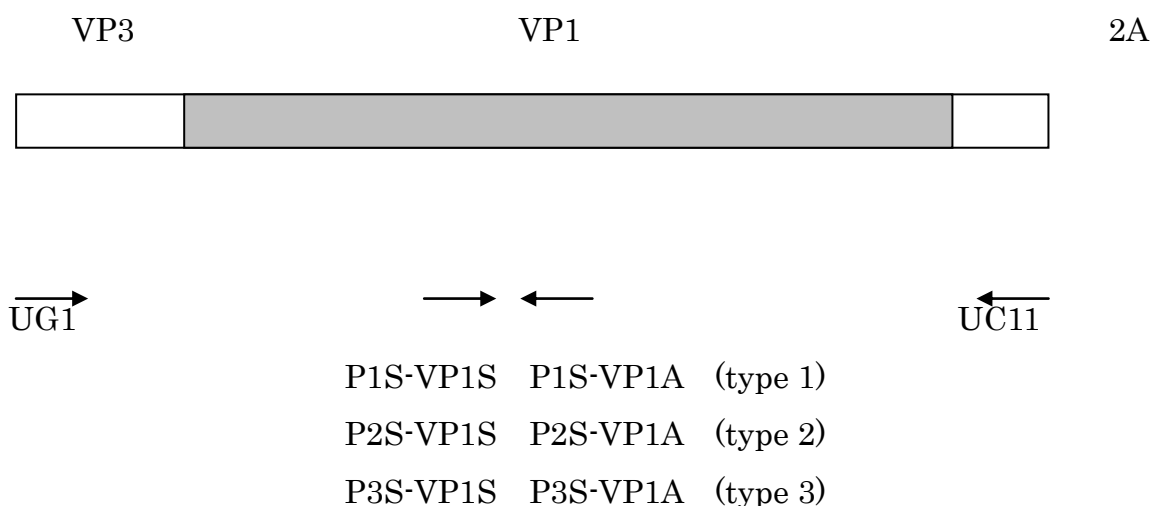 VP3 VP1 2A
UG1 UC11
P1S-VP1S P1S-VP1A (type 1)
P2S-VP1S P2S-VP1A (type 2)
P3S-VP1S P3S-VP1A (type 3)